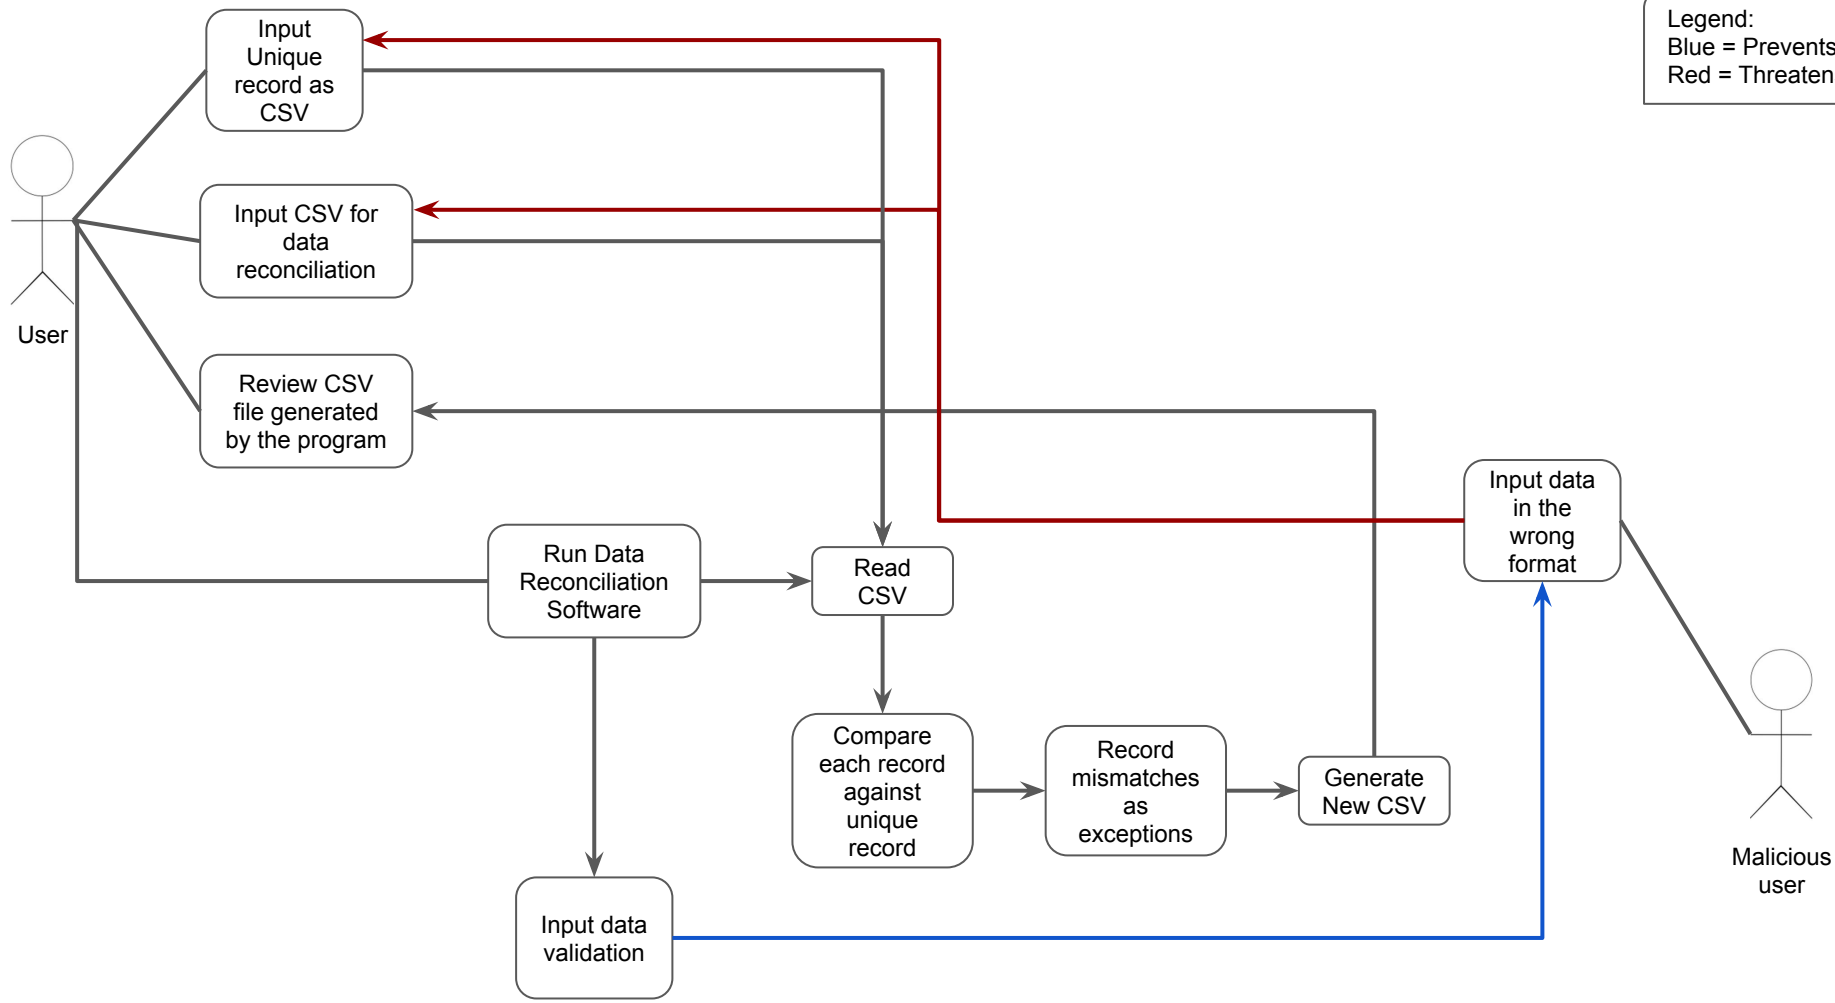 Input
Unique
record as
CSV
Legend:
Blue = Prevents
Red = Threaten
Input CSV for
data
reconciliation
User
Review CSV
file generated
by the program
Input data
in the
wrong
format
Run Data
Reconciliation
Software
Read
CSV
Compare
each record
against
unique
record
Record
mismatches
as
exceptions
Generate
New CSV
Malicious
user
Input data
validation